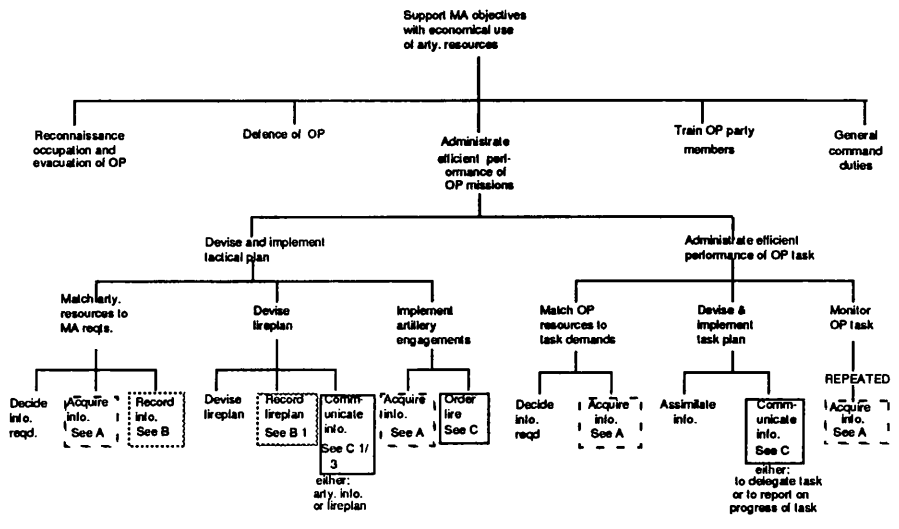 Support MA objectives
with economical use
of arty. resources
Reconnaissance
occupation and
evacuation of OP
Defence of OP
Administrate
efficient perf-
ormance of
OP missions
Train OP party
members
General
command
duties
Devise and implement
tactical plan
Administrate efficient
performance of OP task
Match arty.
resources to
MA reqts.
Devise
fireplan
Implement
artillery
engagements
Match OP
resources to
task demands
Devise &
implement
task plan
Monitor
OP task
REPEATED
Decide
info.
reqd.
Acquire
info.
See A
Record
info.
See B
Devise
fireplan
Record
fireplan
See B 1
Comm-
unicate
info.
See C 1/
3
either:
arty. info.
or fireplan
Acquire
info.
See A
Order
fire
See C
Decide
info.
reqd
Acquire
info.
See A
Assimilate
info.
Comm-
unicate
info.
See C
either:
to delegate task
or to report on
progress of task
Acquire
info.
See A